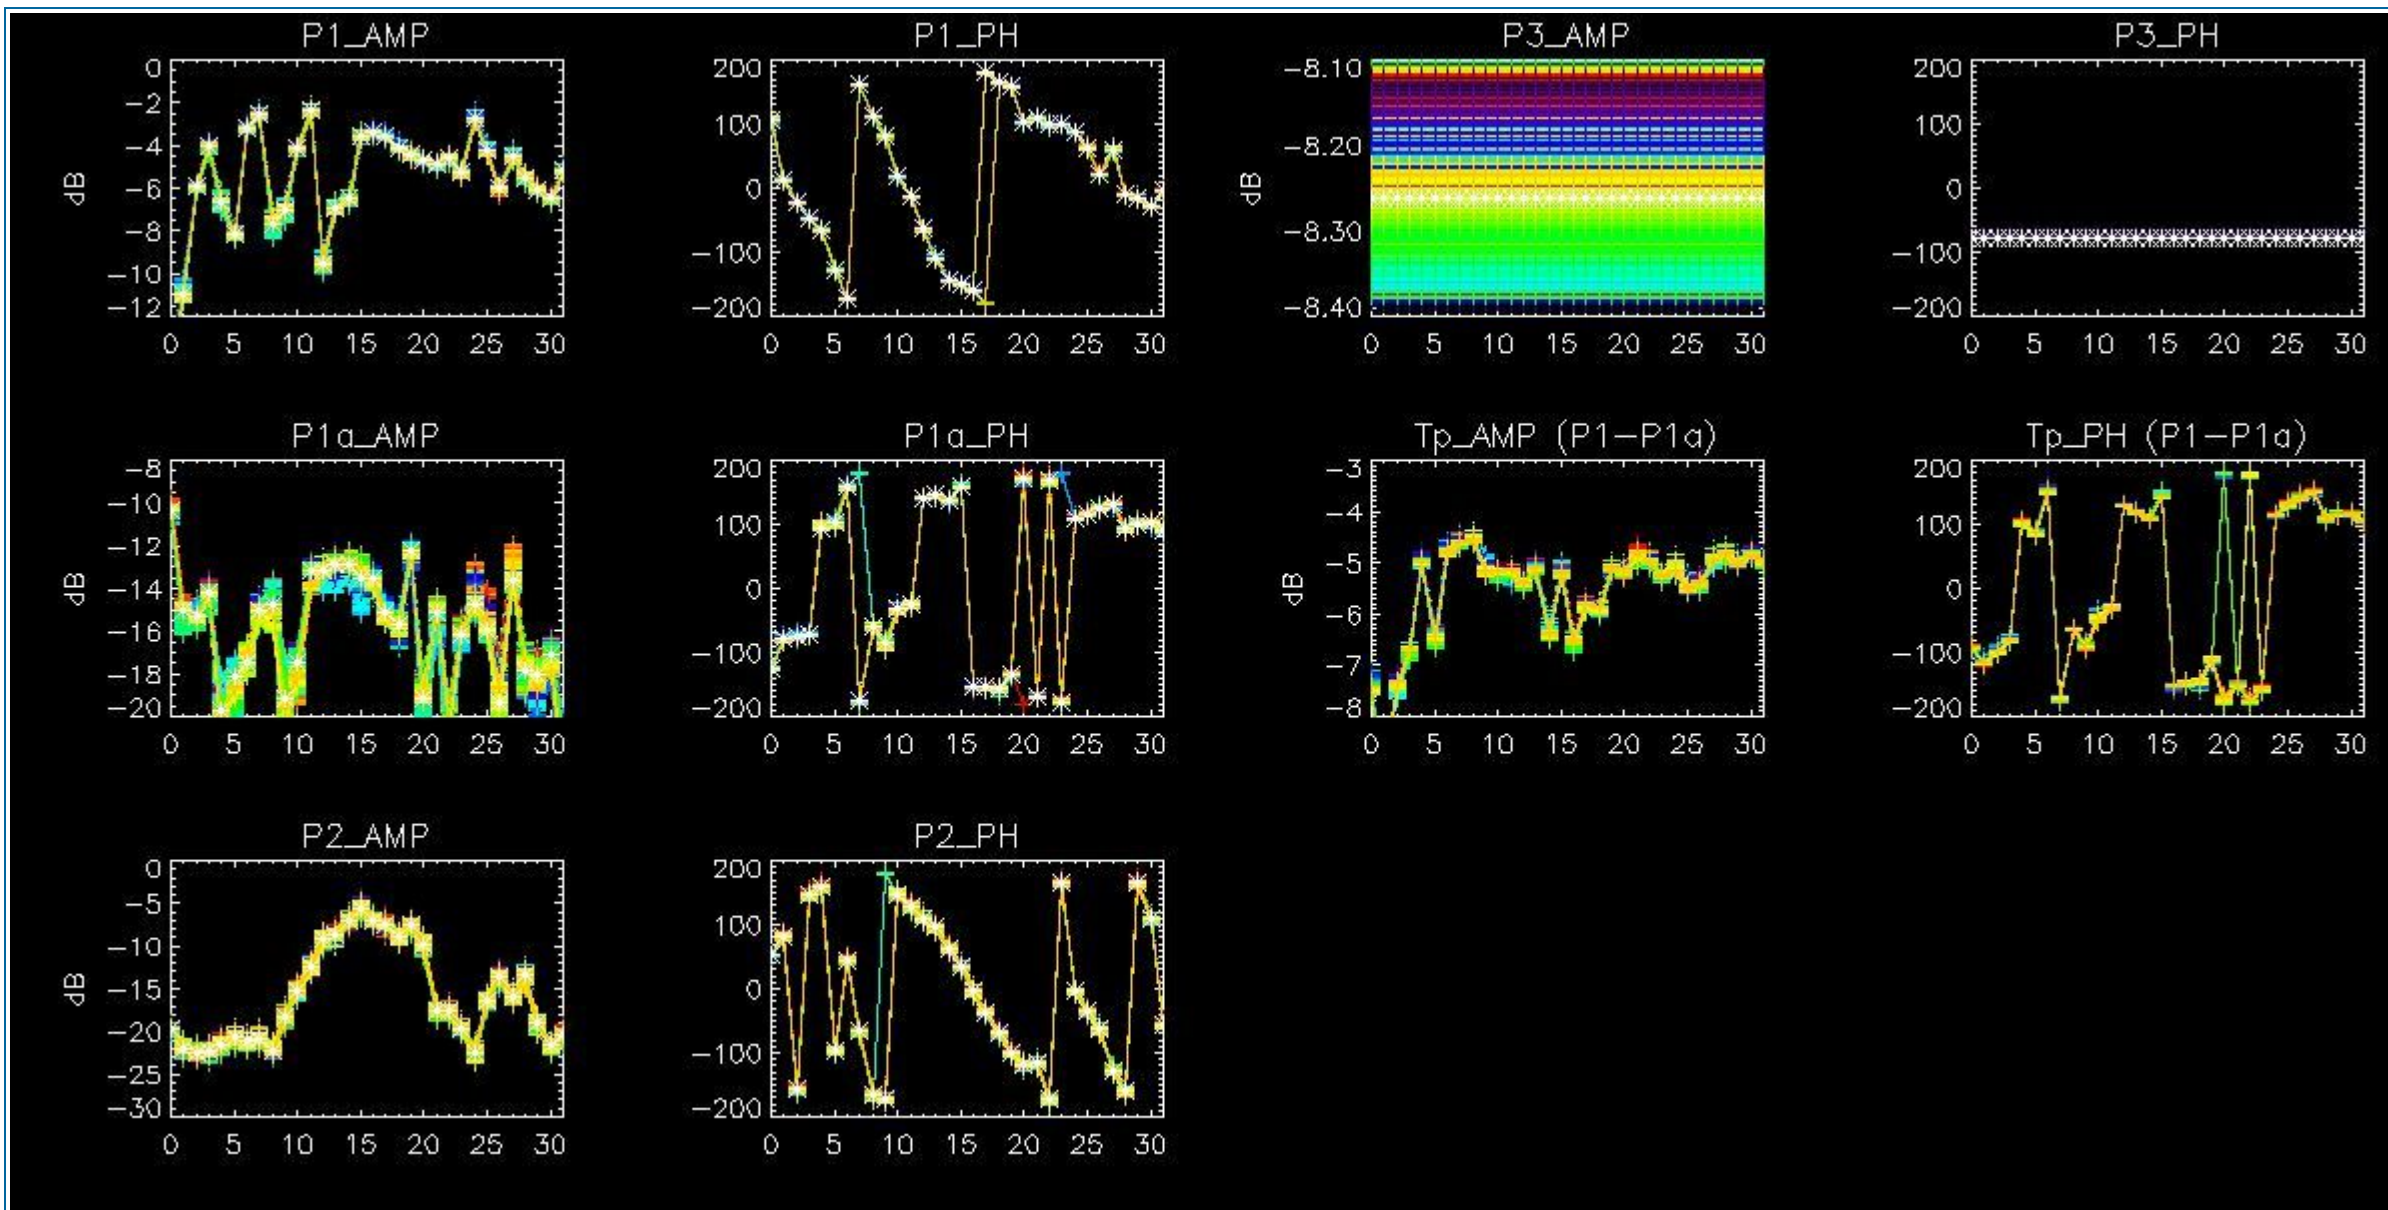 P1_AMP
0
−2
−4
−6
−8
−10
−12
dB
0 5 10 15 20 25 30
P1_PH
200
100
0
−100
−200
0 5 10 15 20 25 30
P3_AMP
−8.10
−8.20
−8.30
−8.40
dB
0 5 10 15 20 25 30
P3_PH
200
100
0
−100
−200
0 5 10 15 20 25 30
P1a_AMP
−8
−10
−12
−14
−16
−18
−20
dB
0 5 10 15 20 25 30
P1a_PH
200
100
0
−100
−200
0 5 10 15 20 25 30
Tp_AMP (P1−P1a)
−3
−4
−5
−6
−7
−8
dB
0 5 10 15 20 25 30
Tp_PH (P1−P1a)
200
100
0
−100
−200
0 5 10 15 20 25 30
P2_AMP
0
−5
−10
−15
−20
−25
−30
dB
0 5 10 15 20 25 30
P2_PH
200
100
0
−100
−200
0 5 10 15 20 25 30